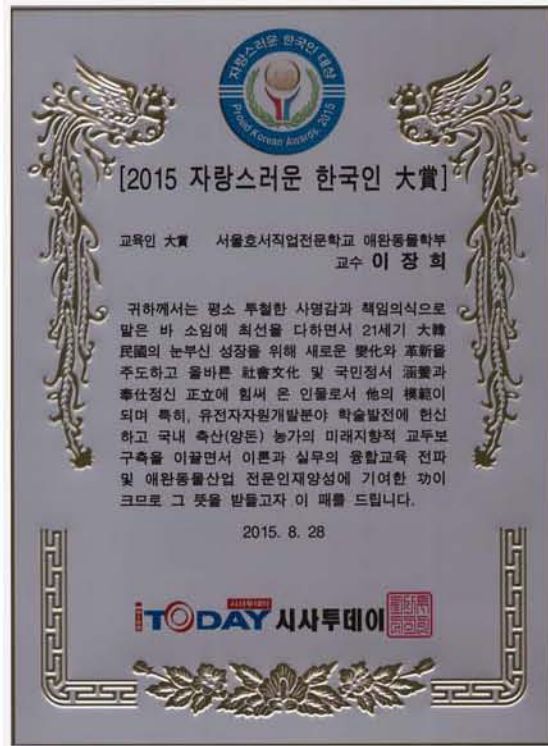 자랑스러운 한국인 대상
Proud Korean Awards, 2015
[2015 자랑스러운 한국인 大賞]
교육인 大賞 서울호서직업전문학교 애완동물학부
교수 이 장 희
귀하께서는 평소 투철한 사명감과 책임의식으로
맡은 바 소임에 최선을 다하면서 21세기 大韓
民國의 눈부신 성장을 위해 새로운 變化와 革新을
주도하고 올바른 社會文化 및 국민정서 涵養과
奉仕정신 正立에 힘써 온 인물로서 他의 模範이
되며 특히, 유전자자원개발분야 학술발전에 헌신
하고 국내 축산(양돈) 농가의 미래지향적 교두보
구축을 이끌면서 이론과 실무의 융합교육 전파
및 애완동물산업 전문인재양성에 기여한 功이
크므로 그 뜻을 받들고자 이 패를 드립니다.
2015. 8. 28
시사투데이
TODAY 시사투데이